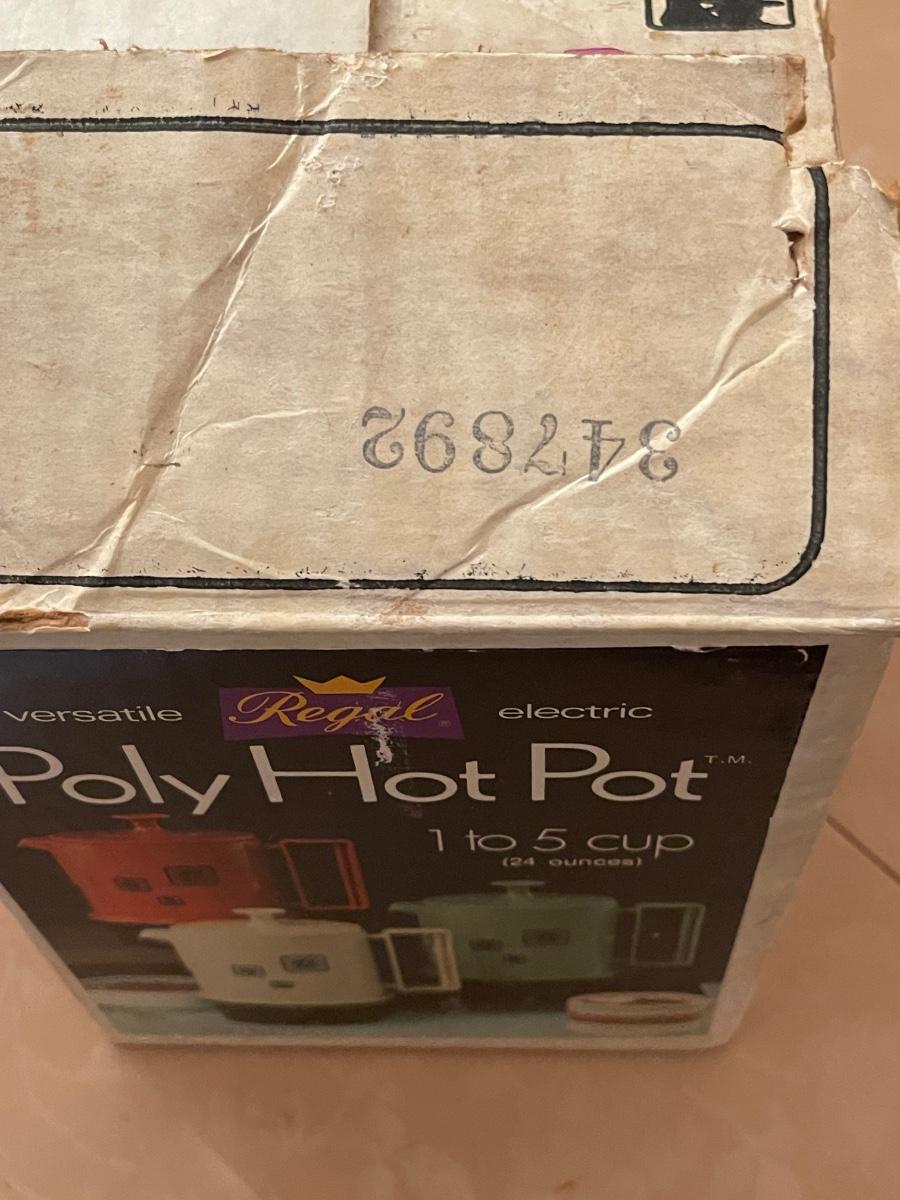 347892
versatile Regal® electric
Poly Hot Pot T.M.
1 to 5 cup
(24 ounces)